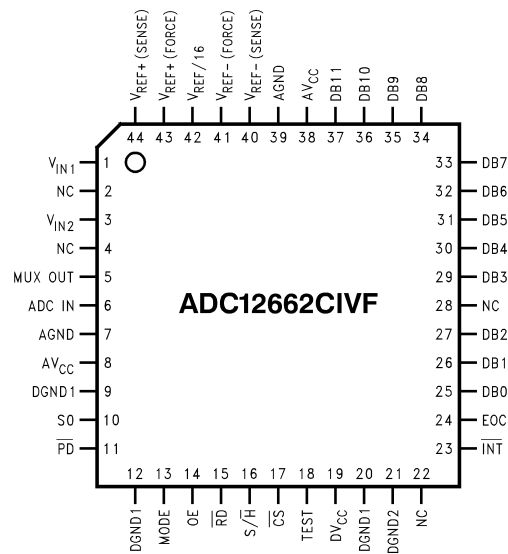 VREF+ (SENSE)
VREF+ (FORCE)
VREF/16
VREF− (FORCE)
VREF− (SENSE)
AGND
AVCC
DB11
DB10
DB9
DB8
44 43 42 41 40 39 38 37 36 35 34
VIN1 1
NC 2
VIN2 3
NC 4
MUX OUT 5
ADC IN 6
AGND 7
AVCC 8
DGND1 9
S0 10
P̅D̅ 11
ADC12662CIVF
33 DB7
32 DB6
31 DB5
30 DB4
29 DB3
28 NC
27 DB2
26 DB1
25 DB0
24 EOC
23 I̅N̅T̅
12 13 14 15 16 17 18 19 20 21 22
DGND1
MODE
OE
R̅D̅
S̅/H̅
C̅S̅
TEST
DVCC
DGND1
DGND2
NC